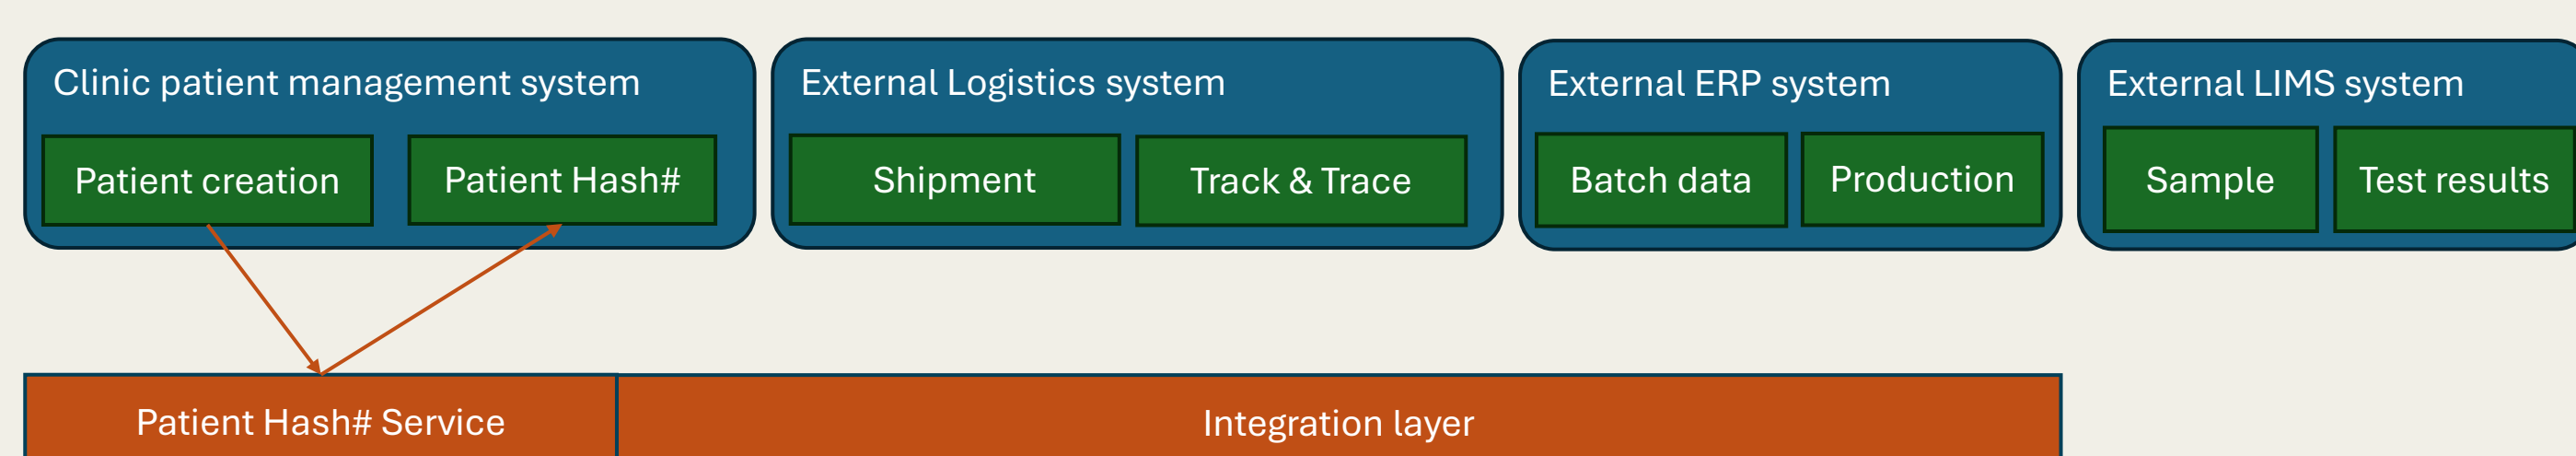 Clinic patient management system
Patient creation
Patient Hash#
External Logistics system
Shipment
Track & Trace
External ERP system
Batch data
Production
External LIMS system
Sample
Test results
Patient Hash# Service
Integration layer